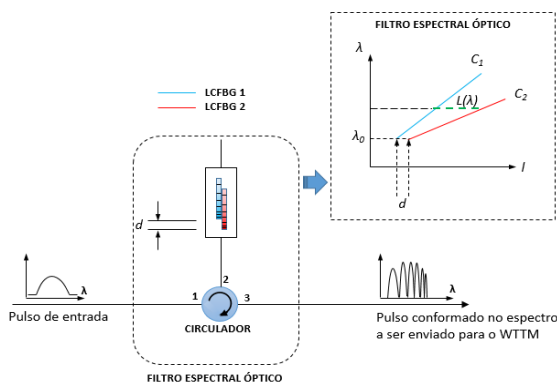 FILTRO ESPECTRAL ÓPTICO
λ
C1
C2
L(λ)
λ0
l
d
LCFBG 1
LCFBG 2
d
2
1
3
λ
λ
Pulso de entrada
CIRCULADOR
Pulso conformado no espectro
a ser enviado para o WTTM
FILTRO ESPECTRAL ÓPTICO